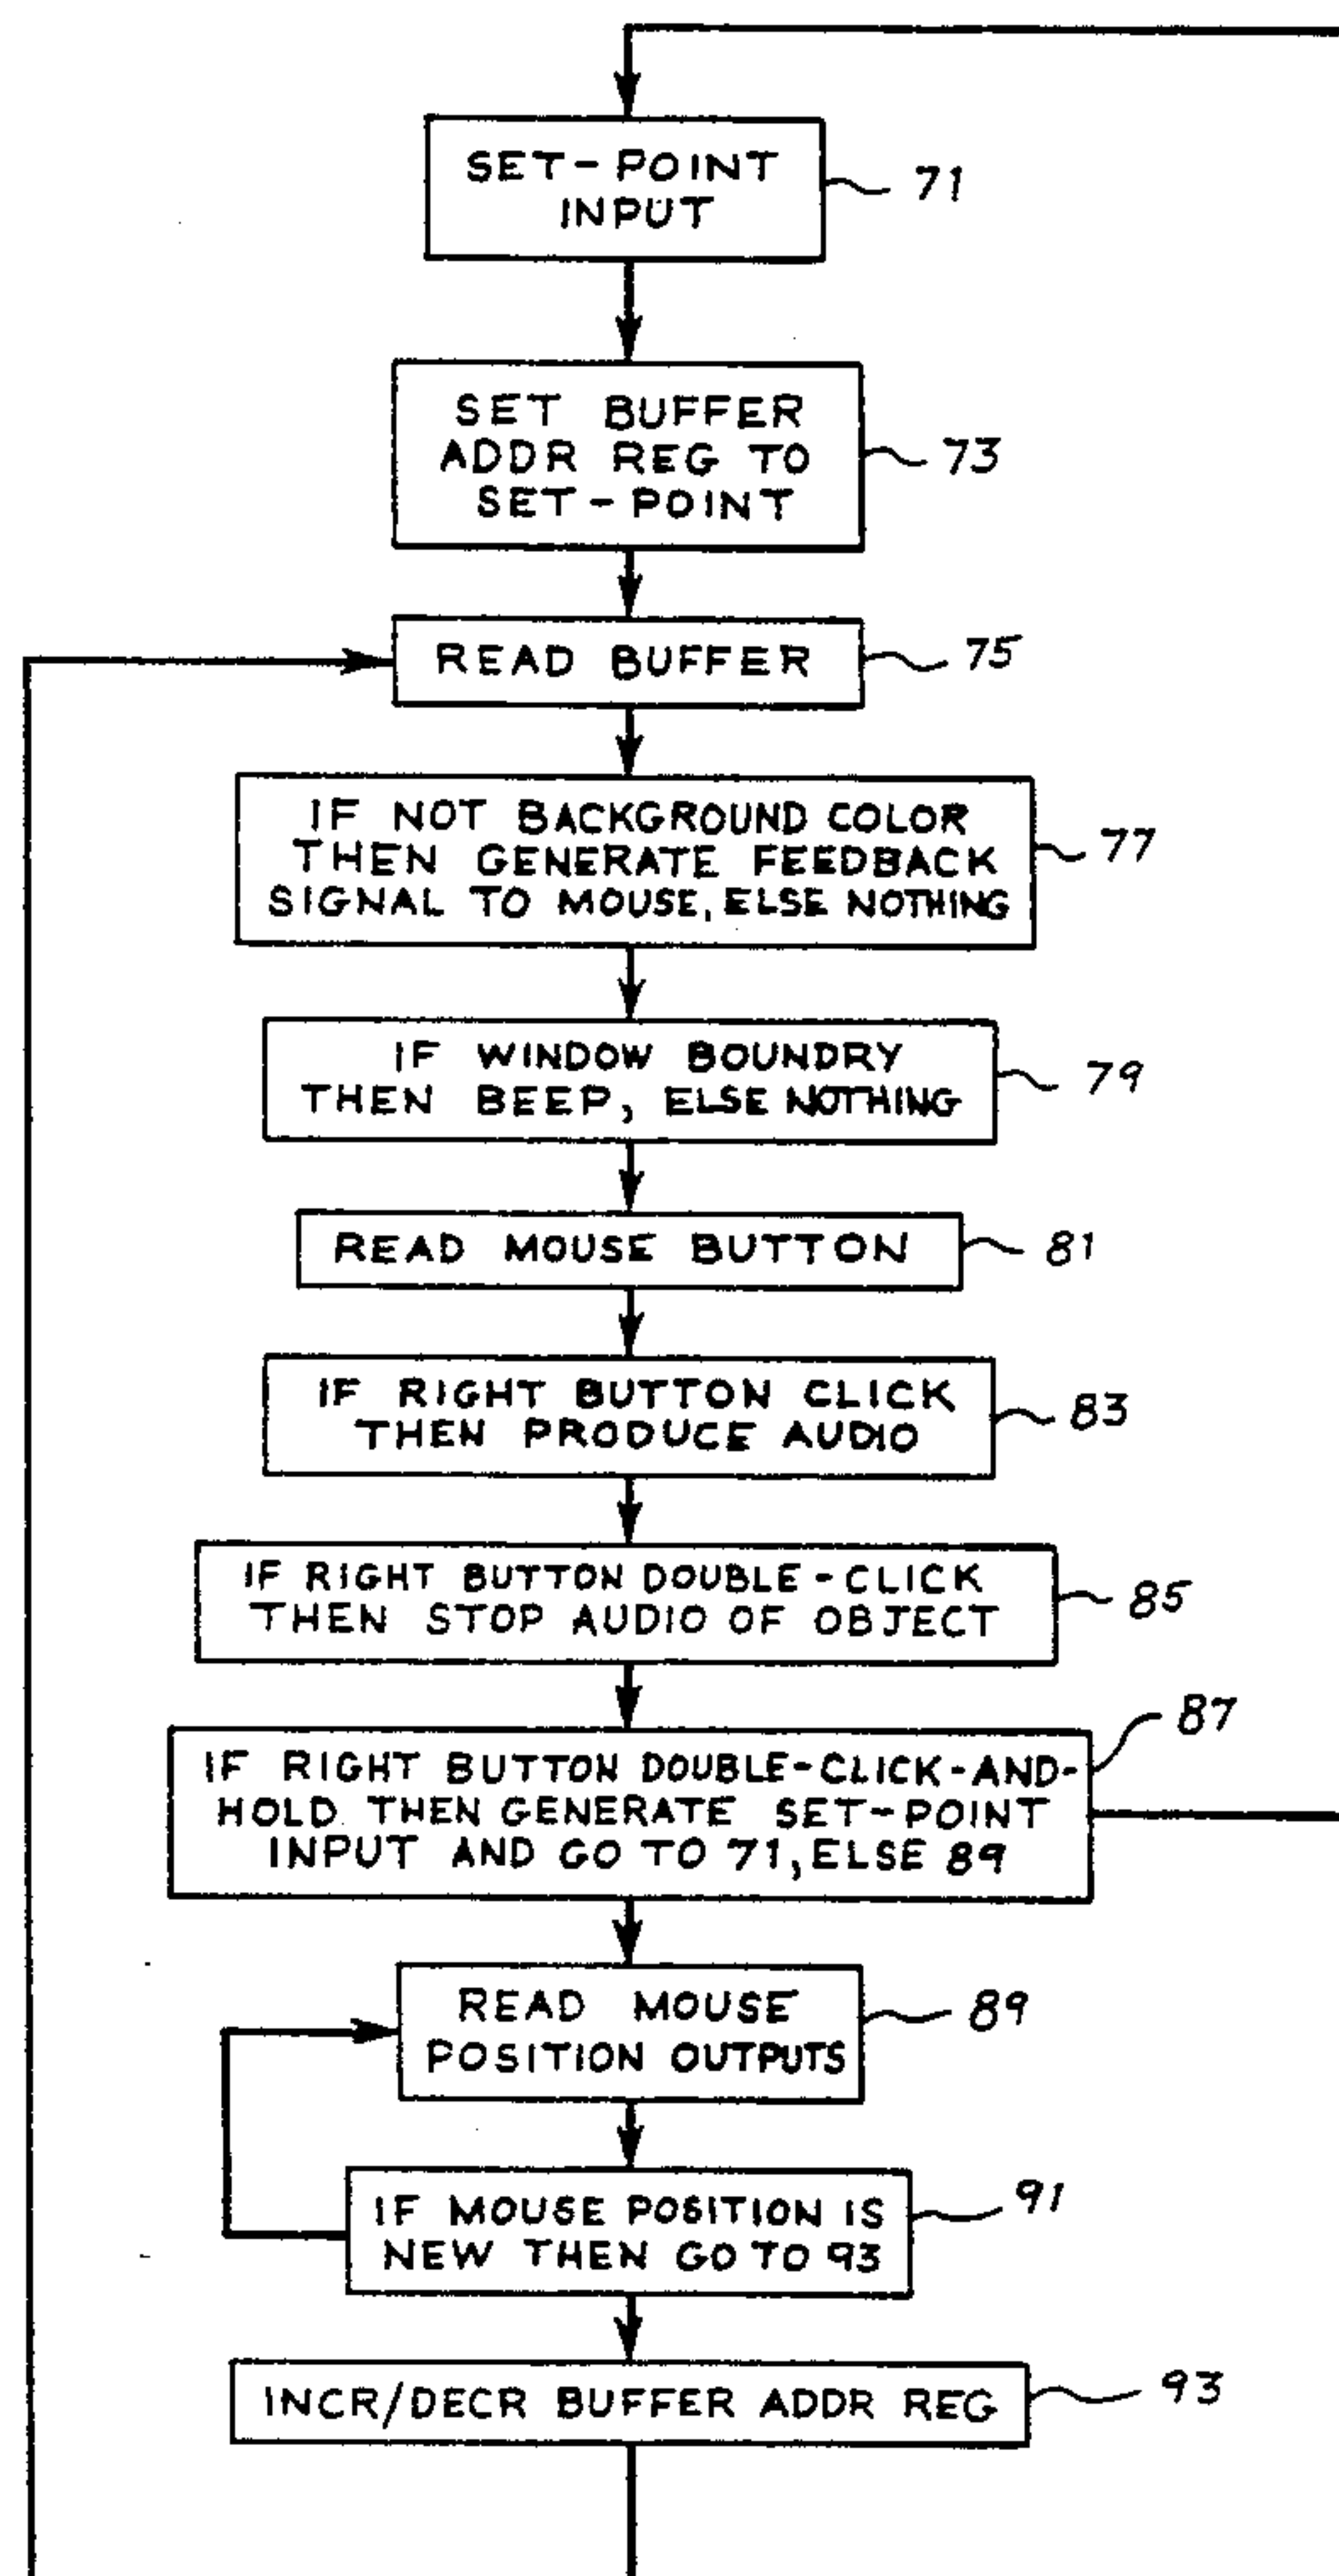 SET-POINT
INPUT
71
SET BUFFER
ADDR REG TO
SET-POINT
73
READ BUFFER
75
IF NOT BACKGROUND COLOR
THEN GENERATE FEEDBACK
SIGNAL TO MOUSE, ELSE NOTHING
77
IF WINDOW BOUNDRY
THEN BEEP, ELSE NOTHING
79
READ MOUSE BUTTON
81
IF RIGHT BUTTON CLICK
THEN PRODUCE AUDIO
83
IF RIGHT BUTTON DOUBLE-CLICK
THEN STOP AUDIO OF OBJECT
85
IF RIGHT BUTTON DOUBLE-CLICK-AND-
HOLD THEN GENERATE SET-POINT
INPUT AND GO TO 71, ELSE 89
87
READ MOUSE
POSITION OUTPUTS
89
IF MOUSE POSITION IS
NEW THEN GO TO 93
91
INCR/DECR BUFFER ADDR REG
93